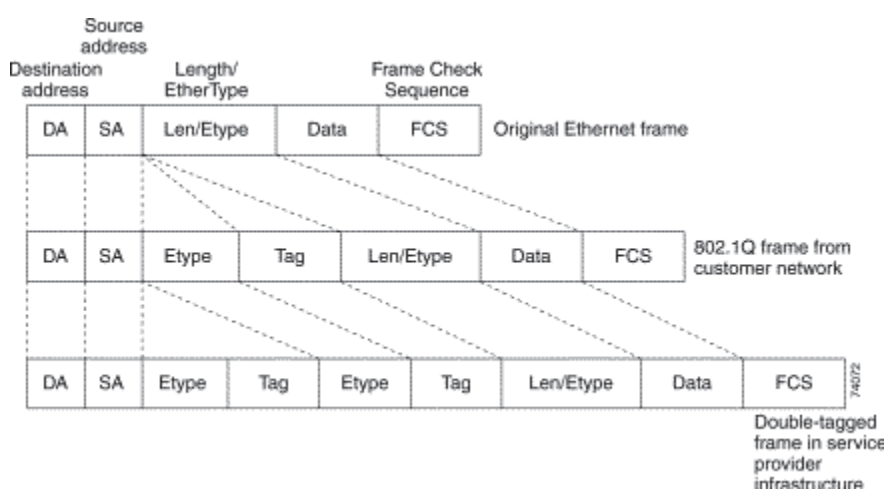 Source
address
Destination
address
Length/
EtherType
Frame Check
Sequence
DA SA Len/Etype Data FCS Original Ethernet frame
DA SA Etype Tag Len/Etype Data FCS 802.1Q frame from
customer network
DA SA Etype Tag Etype Tag Len/Etype Data FCS 74072
Double-tagged
frame in service
provider
infrastructure